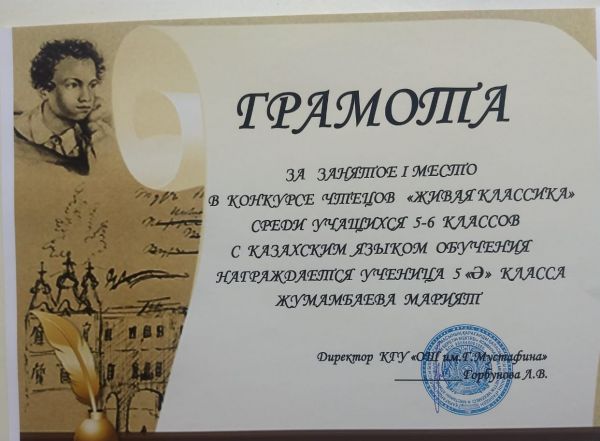 ГРАМОТА
ЗА ЗАНЯТОЕ I МЕСТО
В КОНКУРСЕ ЧТЕЦОВ «ЖИВАЯ КЛАССИКА»
СРЕДИ УЧАЩИХСЯ 5-6 КЛАССОВ
С КАЗАХСКИМ ЯЗЫКОМ ОБУЧЕНИЯ
НАГРАЖДАЕТСЯ УЧЕНИЦА 5 «Ә» КЛАССА
ЖУМАМБАЕВА МАРИЯТ
Директор КГУ «ОШ им.Г.Мустафина»
Горбунова Л.В.